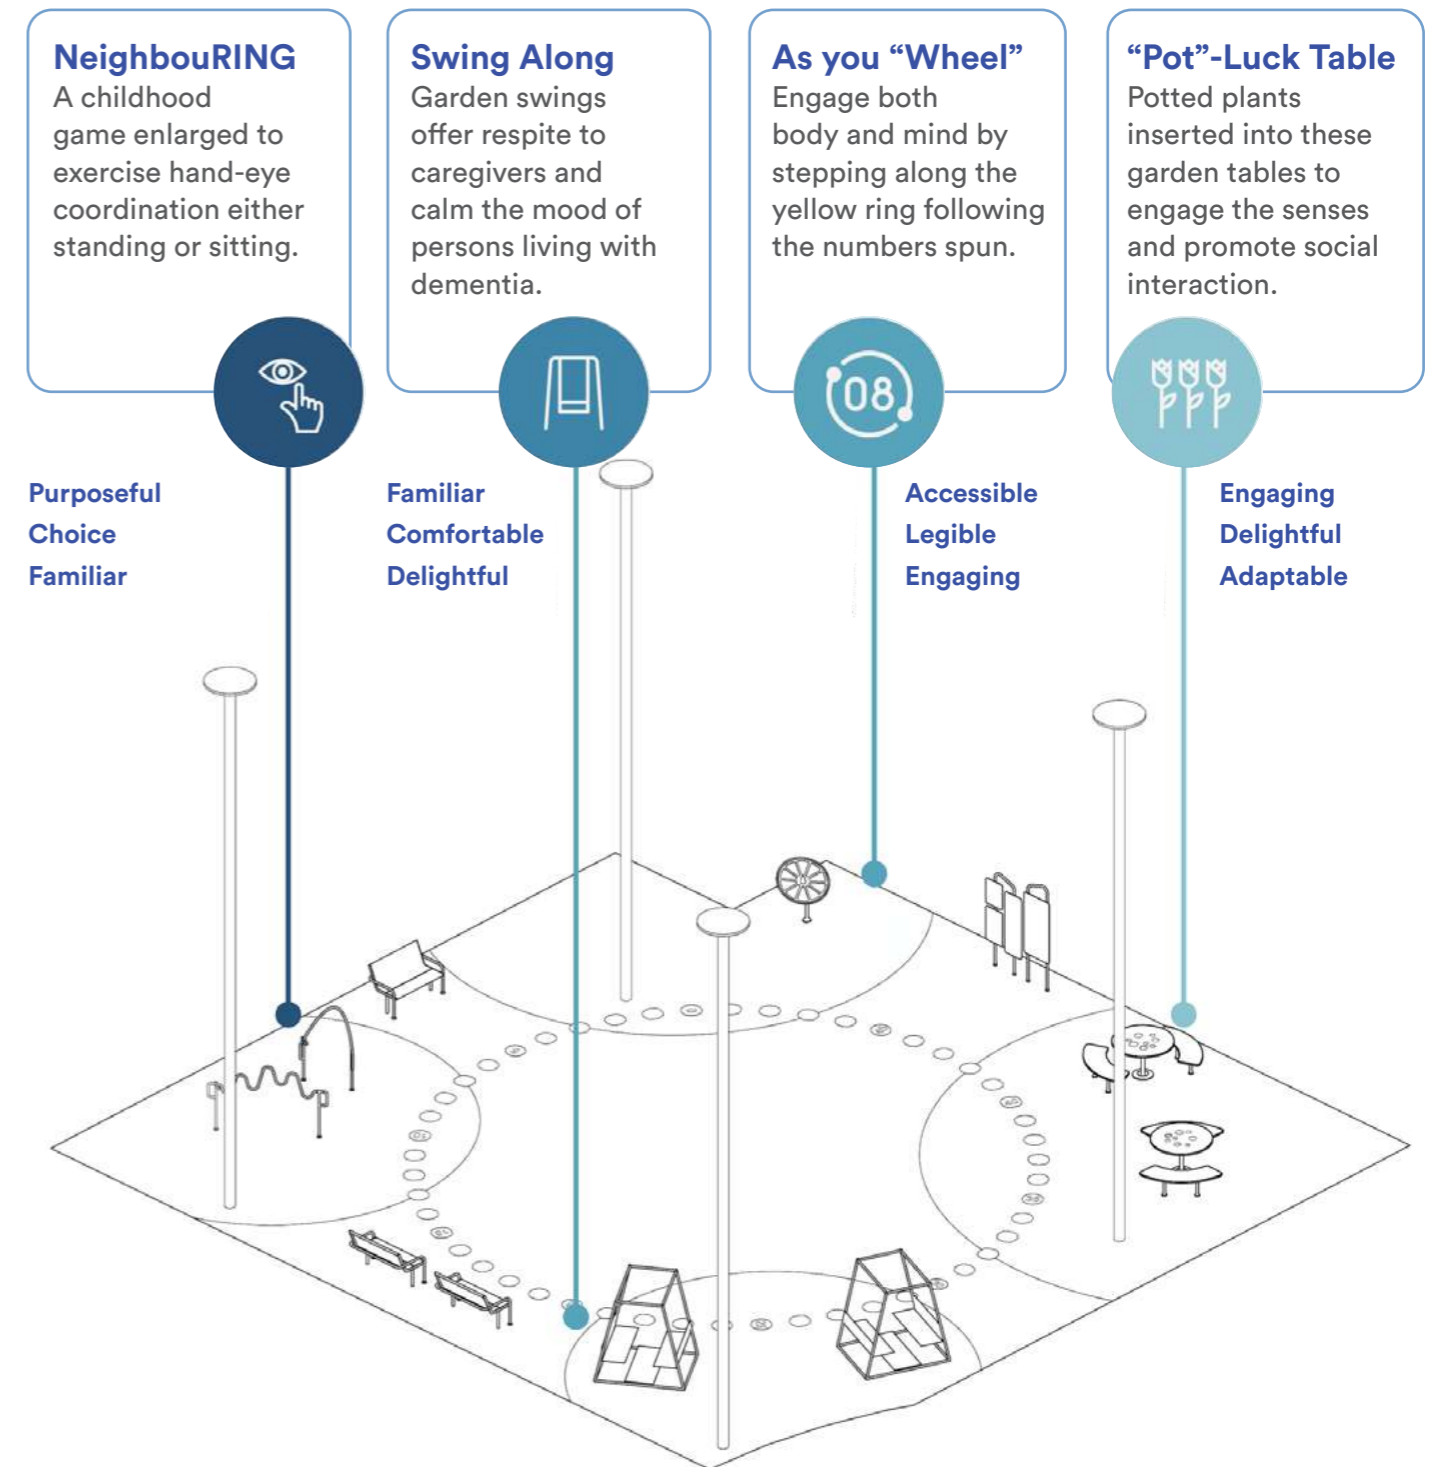 NeighbouRING
A childhood
game enlarged to
exercise hand-eye
coordination either
standing or sitting.
Swing Along
Garden swings
offer respite to
caregivers and
calm the mood of
persons living with
dementia.
As you “Wheel”
Engage both
body and mind by
stepping along the
yellow ring following
the numbers spun.
“Pot”-Luck Table
Potted plants
inserted into these
garden tables to
engage the senses
and promote social
interaction.
08
Purposeful
Choice
Familiar
Familiar
Comfortable
Delightful
Accessible
Legible
Engaging
Engaging
Delightful
Adaptable